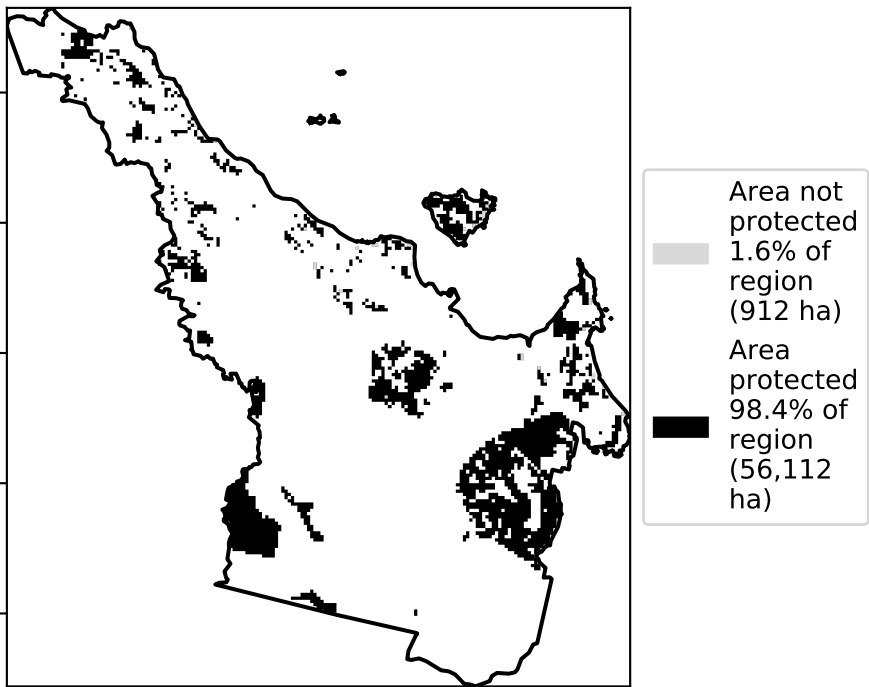 Area not
protected
1.6% of
region
(912 ha)
Area
protected
98.4% of
region
(56,112
ha)